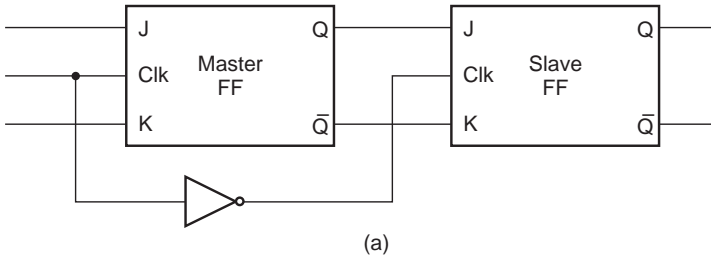 J Q J Q
Master Slave
Clk Clk
FF FF
K Q̄ K Q̄
(a)